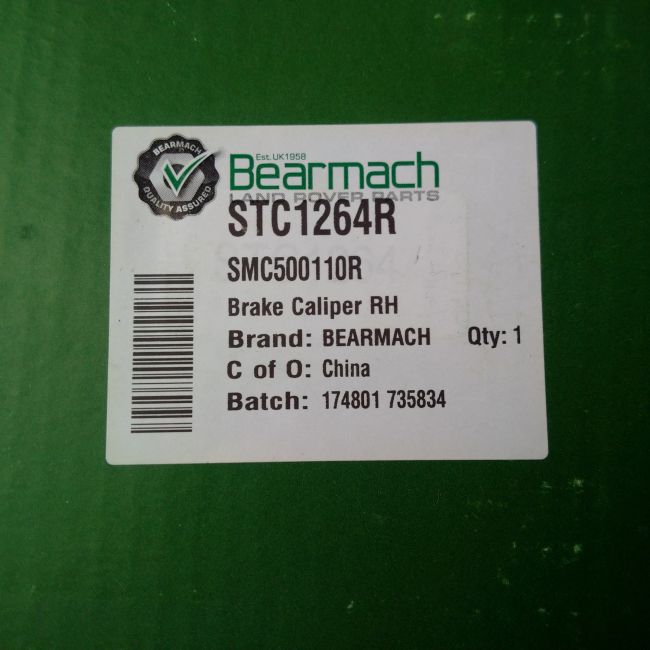 BEARMACH
QUALITY ASSURED
Est. UK1958
Bearmach
LAND ROVER PARTS
STC1264R
SMC500110R
Brake Caliper RH
Brand: BEARMACH Qty: 1
C of O: China
Batch: 174801 735834